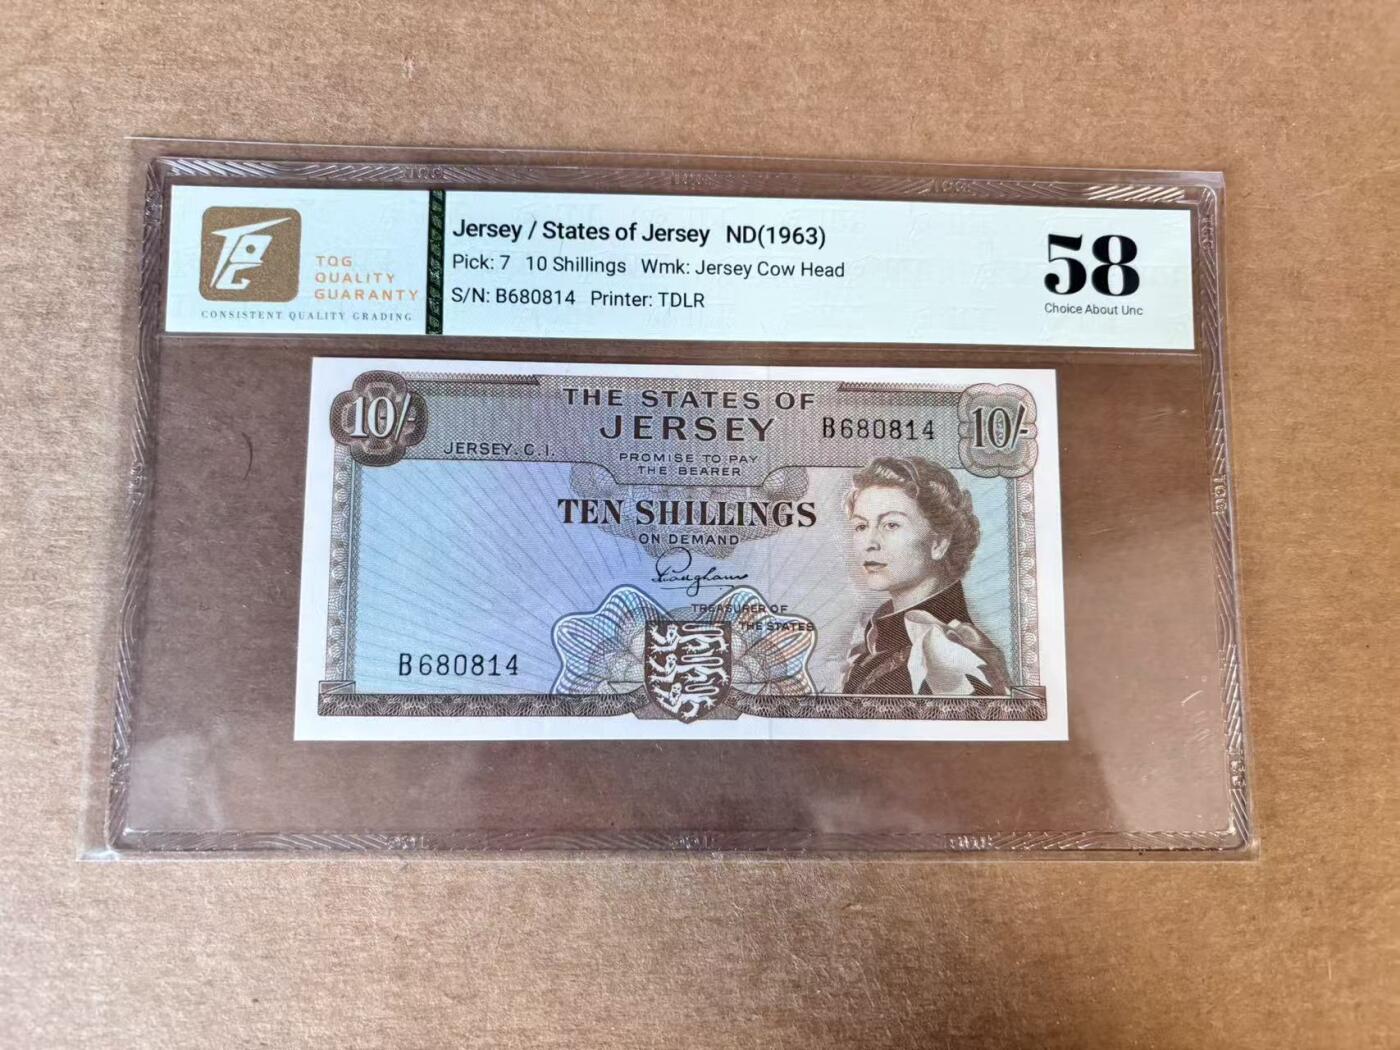 TQG
QUALITY
GUARANTY
CONSISTENT QUALITY GRADING
Jersey / States of Jersey ND(1963)
Pick: 7 10 Shillings Wmk: Jersey Cow Head
S/N: B680814 Printer: TDLR
58
Choice About Unc
10/-
THE STATES OF
JERSEY
B680814
10/-
JERSEY. C.I.
PROMISE TO PAY
THE BEARER
TEN SHILLINGS
ON DEMAND
TREASURER OF
THE STATES
B680814